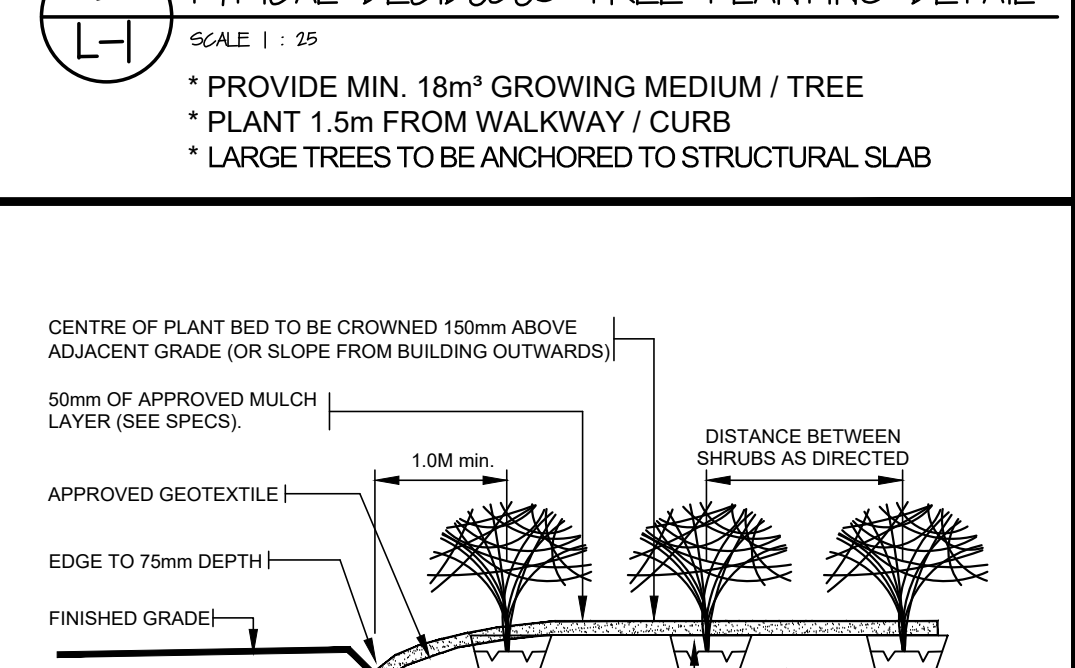 TREE PLANTING DETAIL
L-1
SCALE 1 : 25
* PROVIDE MIN. 18m³ GROWING MEDIUM / TREE
* PLANT 1.5m FROM WALKWAY / CURB
* LARGE TREES TO BE ANCHORED TO STRUCTURAL SLAB
CENTRE OF PLANT BED TO BE CROWNED 150mm ABOVE
ADJACENT GRADE (OR SLOPE FROM BUILDING OUTWARDS)
50mm OF APPROVED MULCH
LAYER (SEE SPECS).
DISTANCE BETWEEN
SHRUBS AS DIRECTED
1.0M min.
APPROVED GEOTEXTILE
EDGE TO 75mm DEPTH
FINISHED GRADE